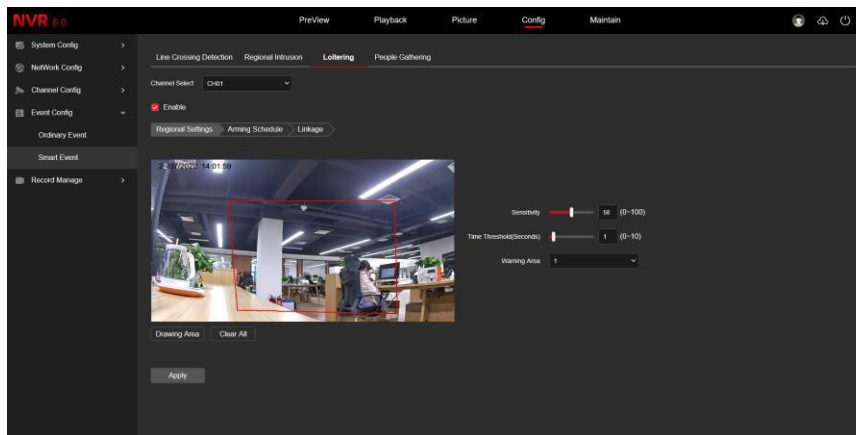 NVR 6.0
PreView Playback Picture Config Maintain
System Config
NetWork Config
Channel Config
Event Config
Ordinary Event
Smart Event
Record Manage
Line Crossing Detection Regional Intrusion Loitering People Gathering
Channel Select CH01
Enable
Regional Settings Arming Schedule Linkage
14:01:59
Sensitivity 50 (0~100)
Time Threshold(Seconds) 1 (0~10)
Warning Area 1
Drawing Area Clear All
Apply